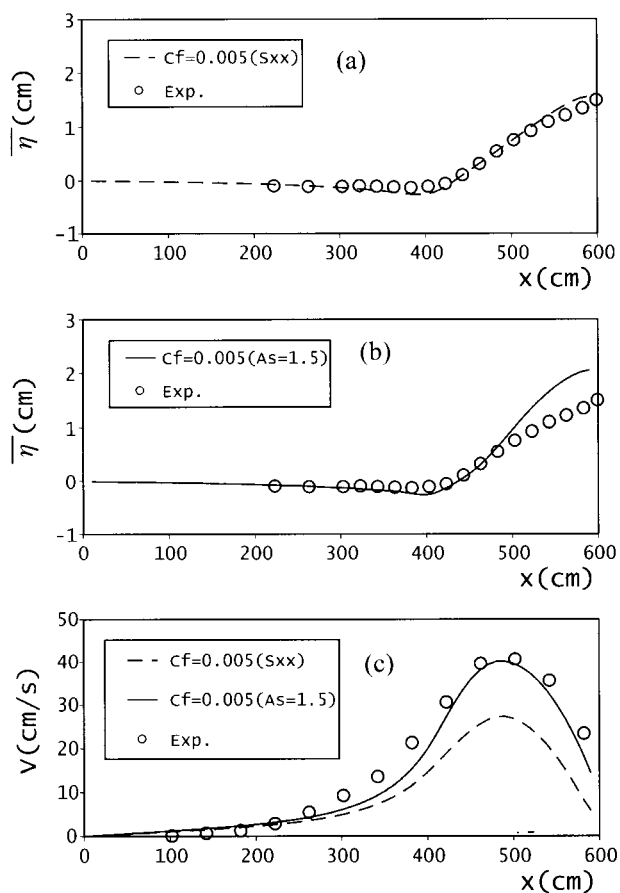 3
2
1
0
-1
η̅(cm)
Cf=0.005(Sxx)
Exp.
(a)
0 100 200 300 400 500 600
x(cm)
3
2
1
0
-1
η̅(cm)
Cf=0.005(As=1.5)
Exp.
(b)
0 100 200 300 400 500 600
x(cm)
50
40
30
20
10
0
V(cm/s)
Cf=0.005(Sxx)
Cf=0.005(As=1.5)
Exp.
(c)
0 100 200 300 400 500 600
x(cm)